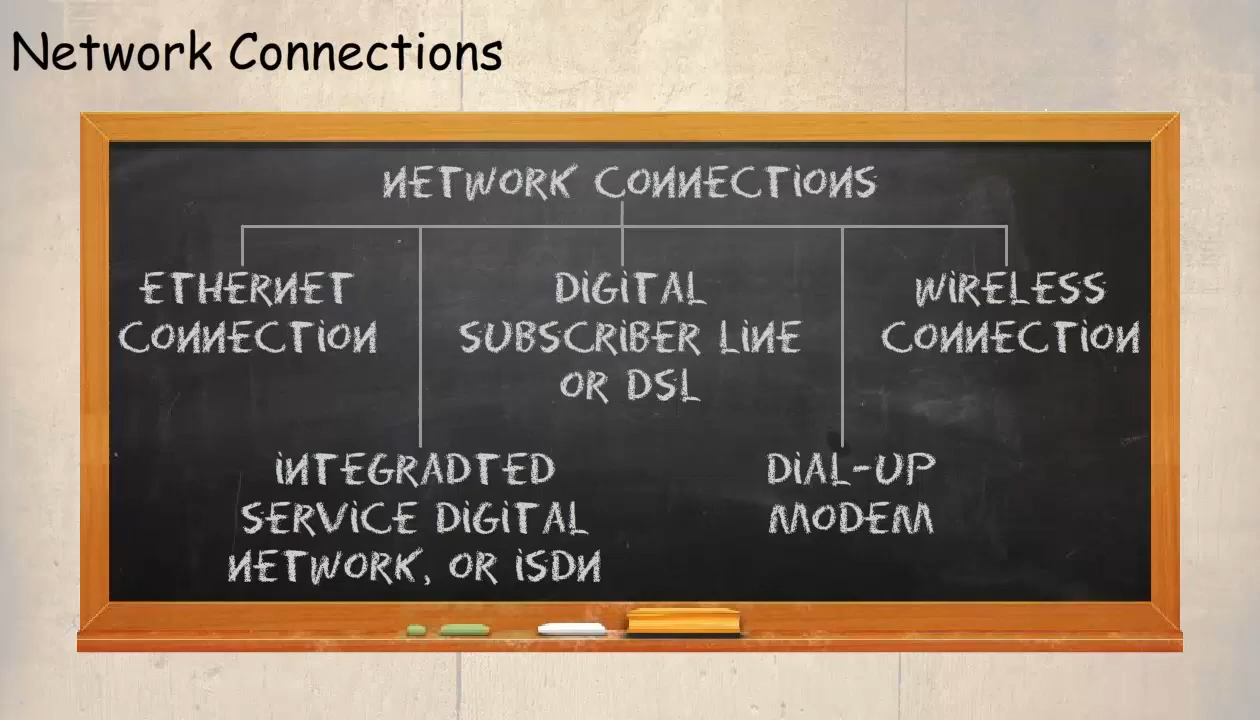 Network Connections
NETWORK CONNECTIONS
ETHERNET
CONNECTION
DIGITAL
SUBSCRIBER LINE
OR DSL
WIRELESS
CONNECTION
INTEGRADTED
SERVICE DIGITAL
NETWORK, OR ISDN
DIAL-UP
MODEM